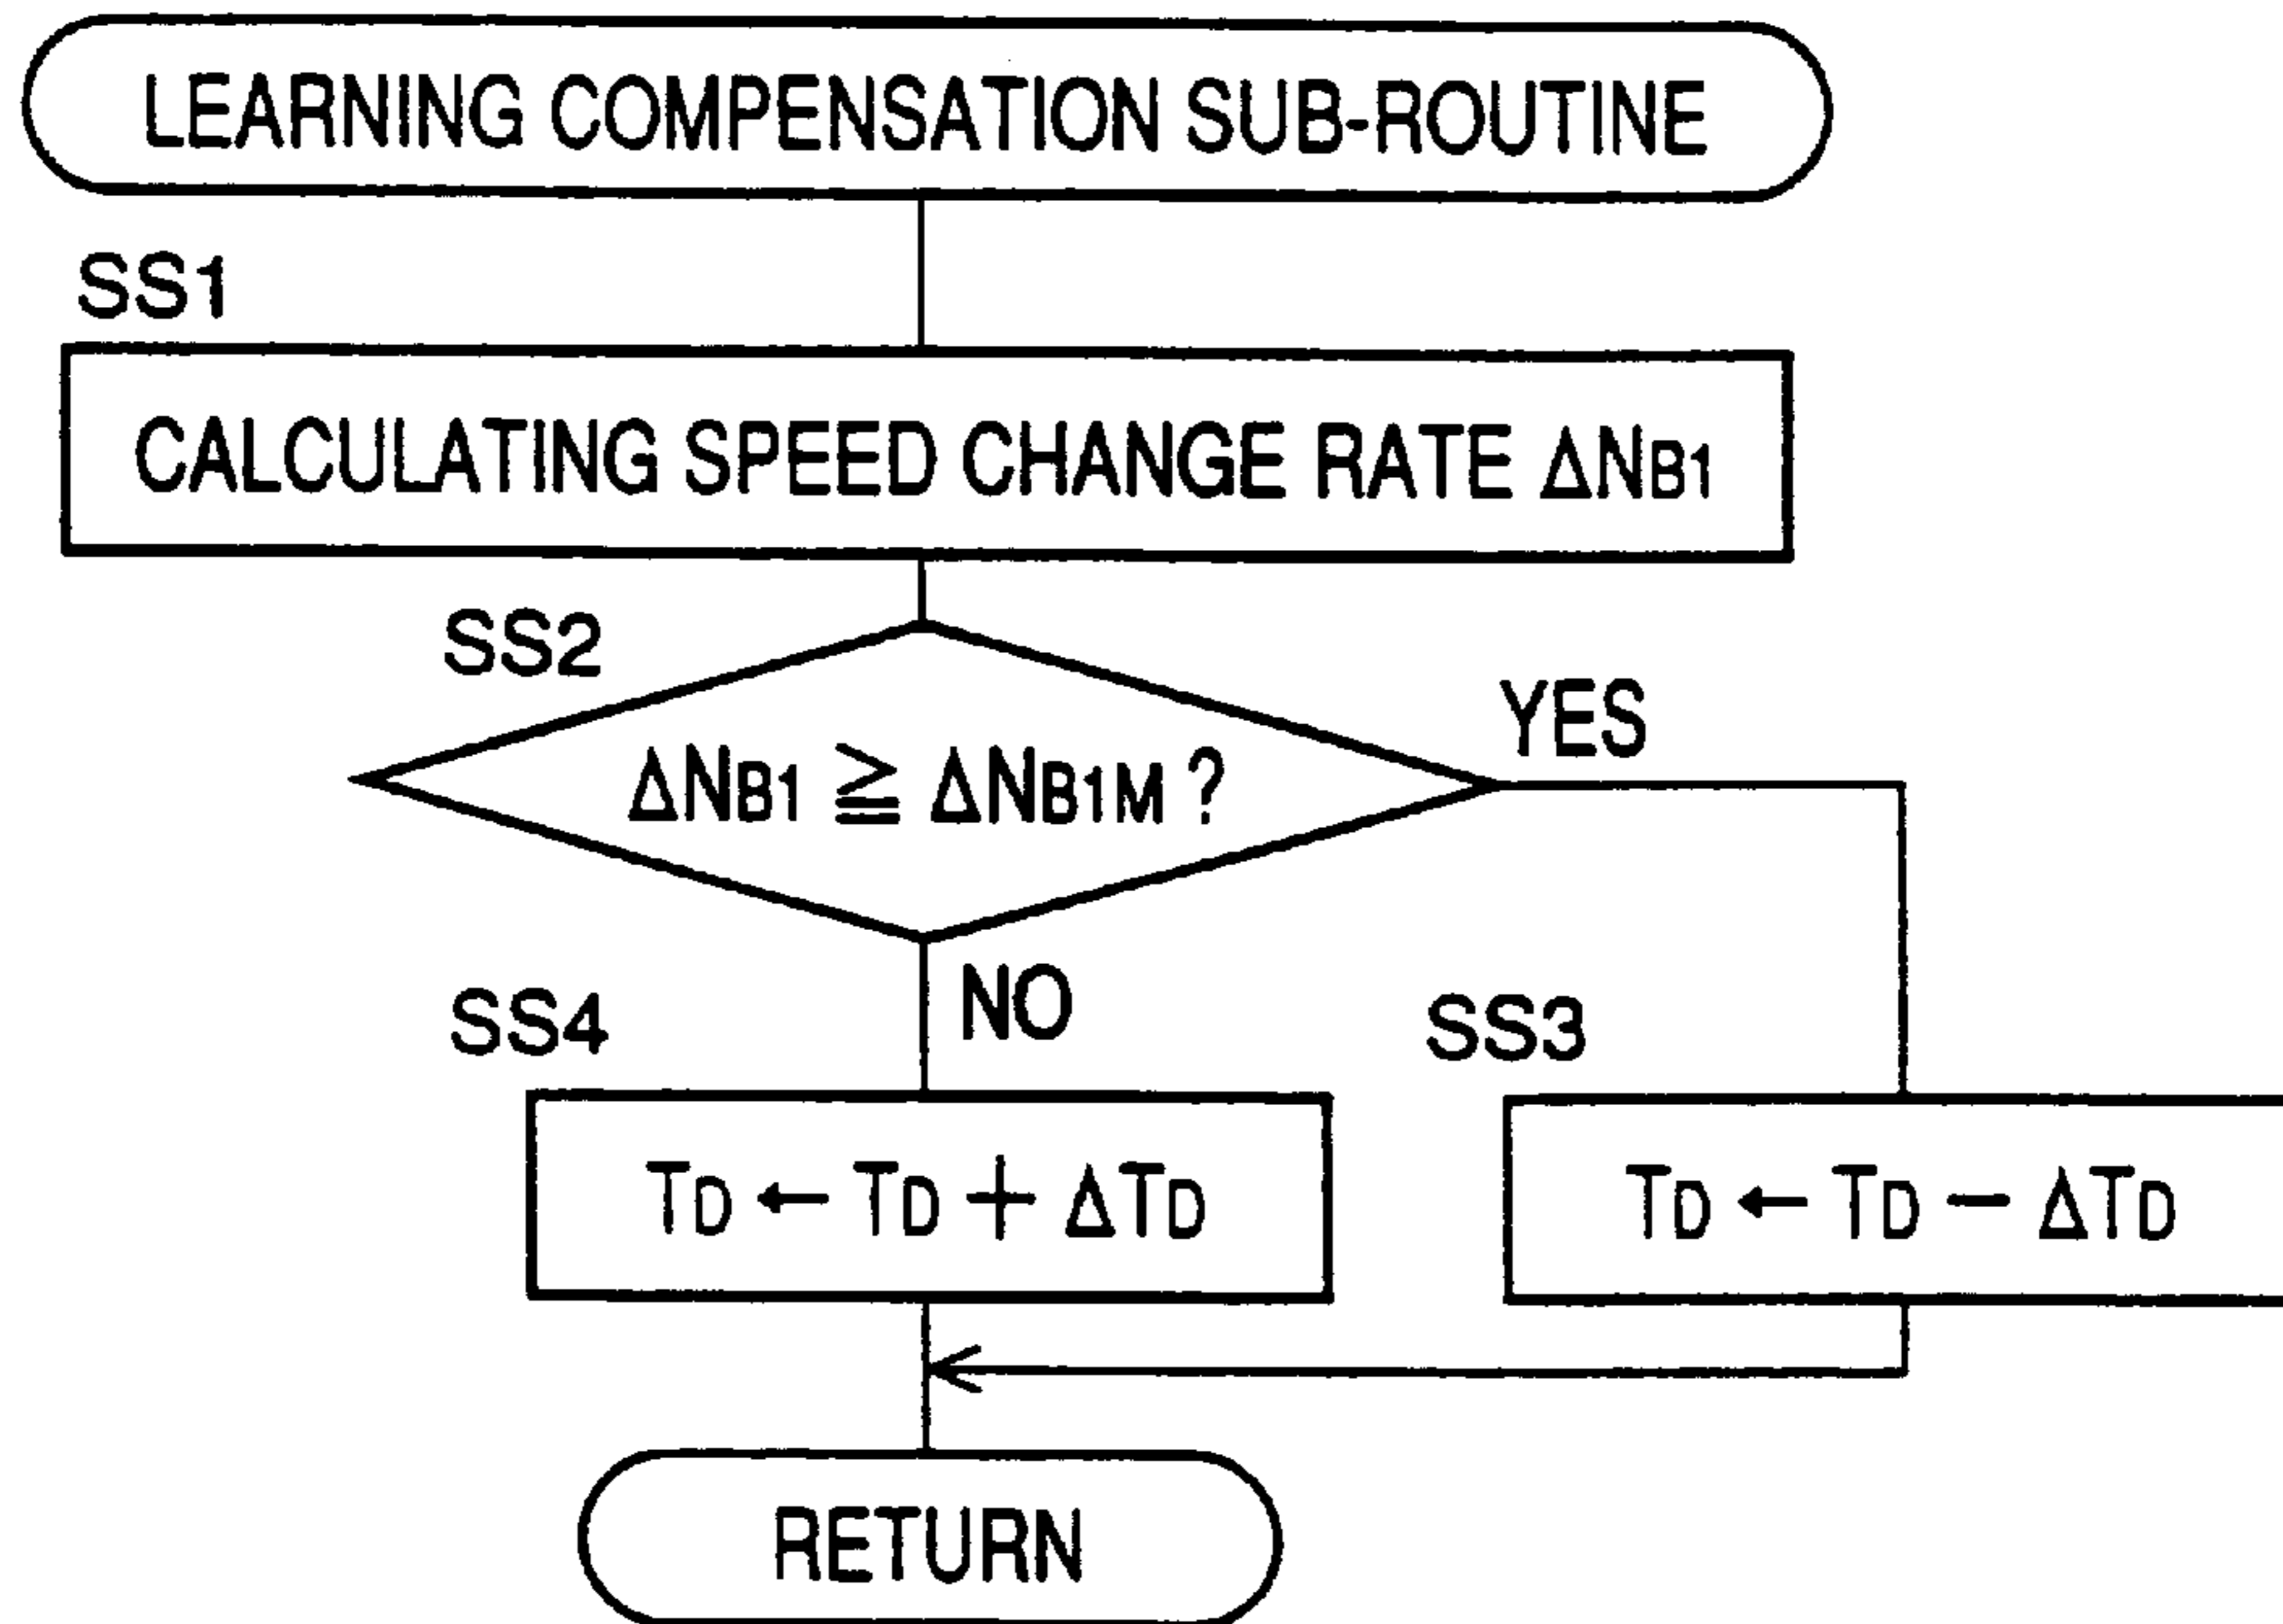 LEARNING COMPENSATION SUB-ROUTINE
SS1
CALCULATING SPEED CHANGE RATE ΔNB1
SS2
ΔNB1 ≧ ΔNB1M ?
YES
NO
SS4
TD ← TD + ΔTD
SS3
TD ← TD − ΔTD
RETURN